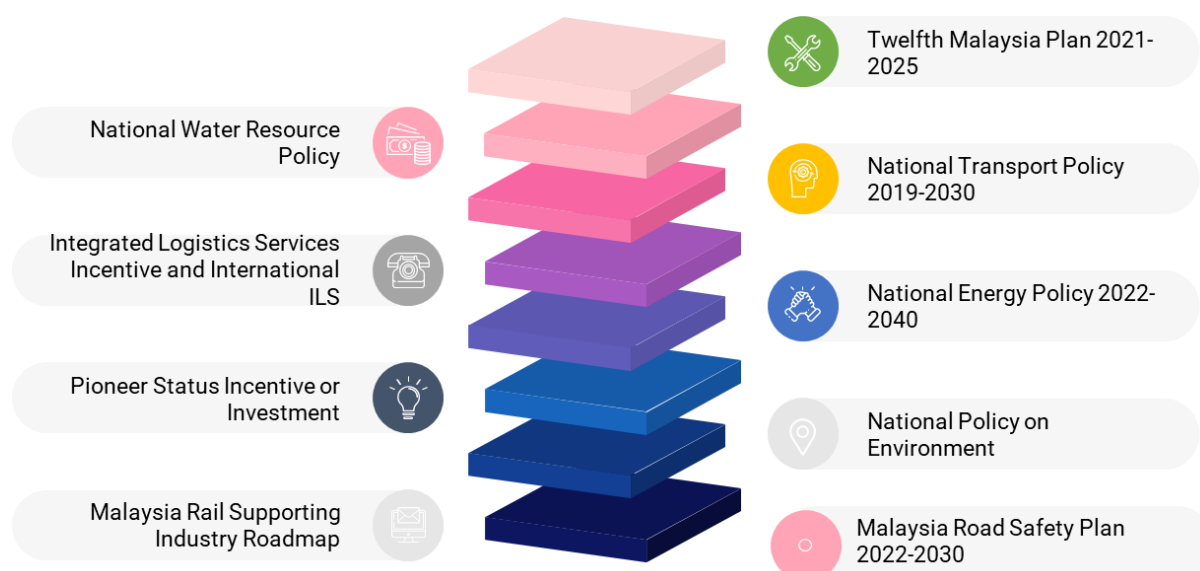 Twelfth Malaysia Plan 2021-
2025
National Water Resource
Policy
National Transport Policy
2019-2030
Integrated Logistics Services
Incentive and International
ILS
National Energy Policy 2022-
2040
Pioneer Status Incentive or
Investment
National Policy on
Environment
Malaysia Rail Supporting
Industry Roadmap
Malaysia Road Safety Plan
2022-2030